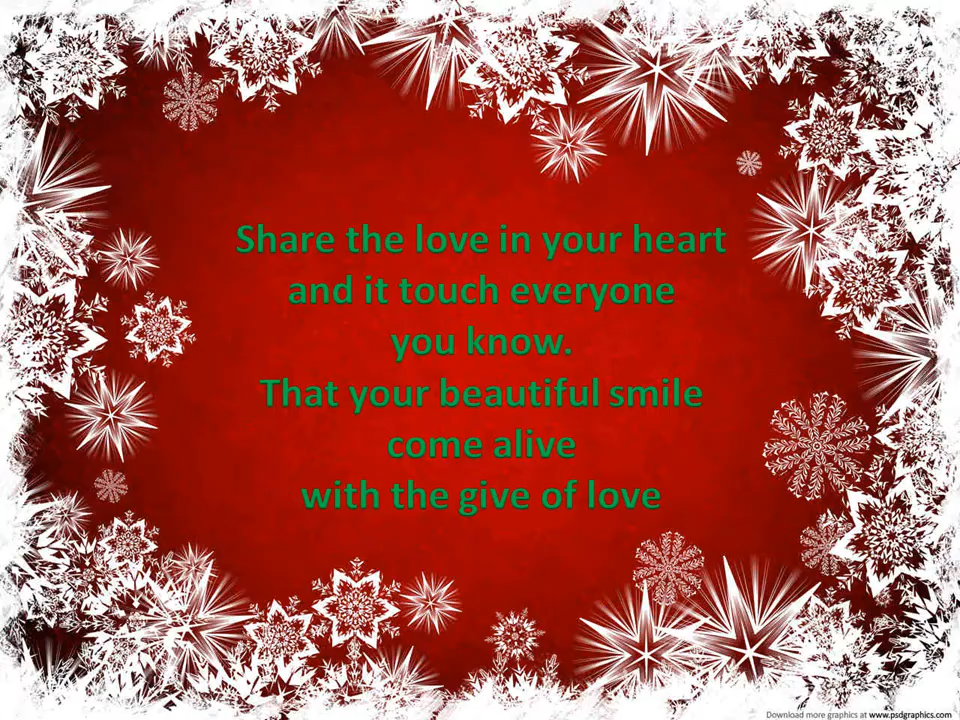 Share the love in your heart
and it touch everyone
you know.
That your beautiful smile
come alive
with the give of love
Download more graphics at www.psdgraphics.com